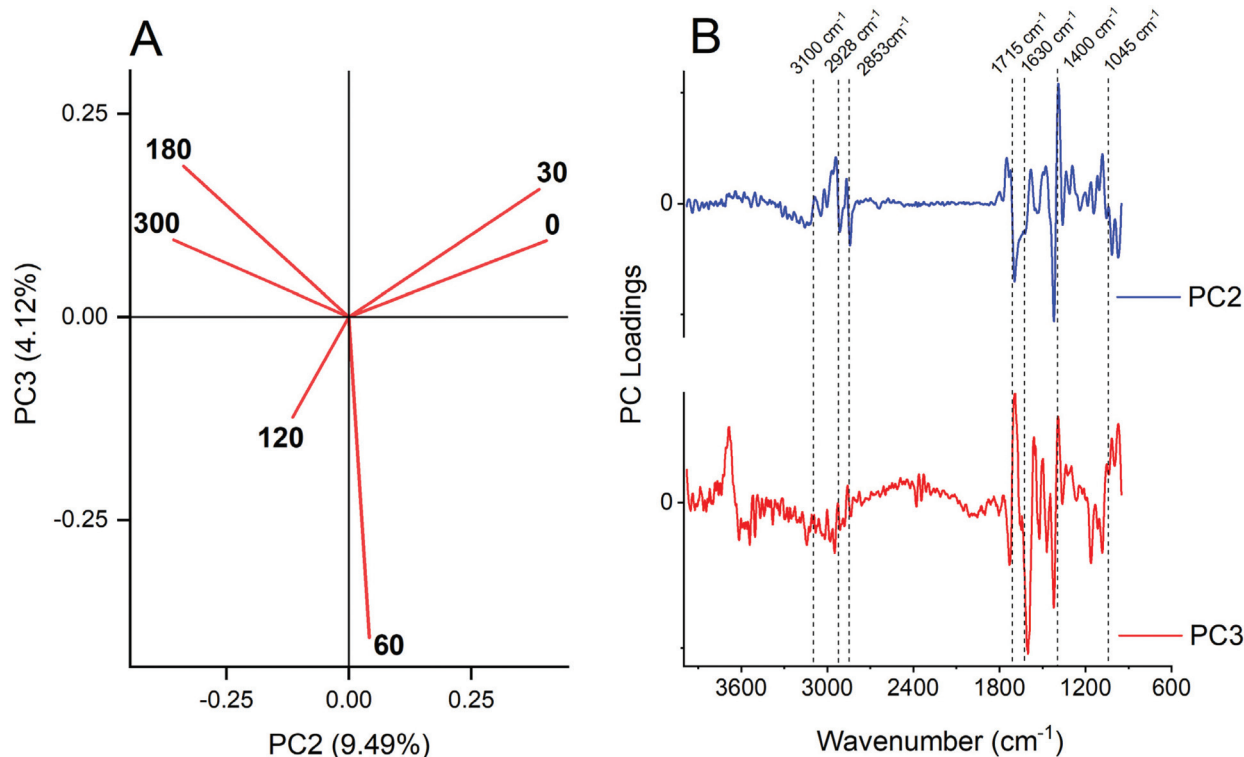 A
PC3 (4.12%)
0.25
0.00
-0.25
180
300
30
0
120
60
-0.25
0.00
0.25
PC2 (9.49%)
B
3100 cm⁻¹
2928 cm⁻¹
2853cm⁻¹
1715 cm⁻¹
1630 cm⁻¹
1400 cm⁻¹
1045 cm⁻¹
PC Loadings
0
PC2
0
PC3
3600
3000
2400
1800
1200
600
Wavenumber (cm⁻¹)